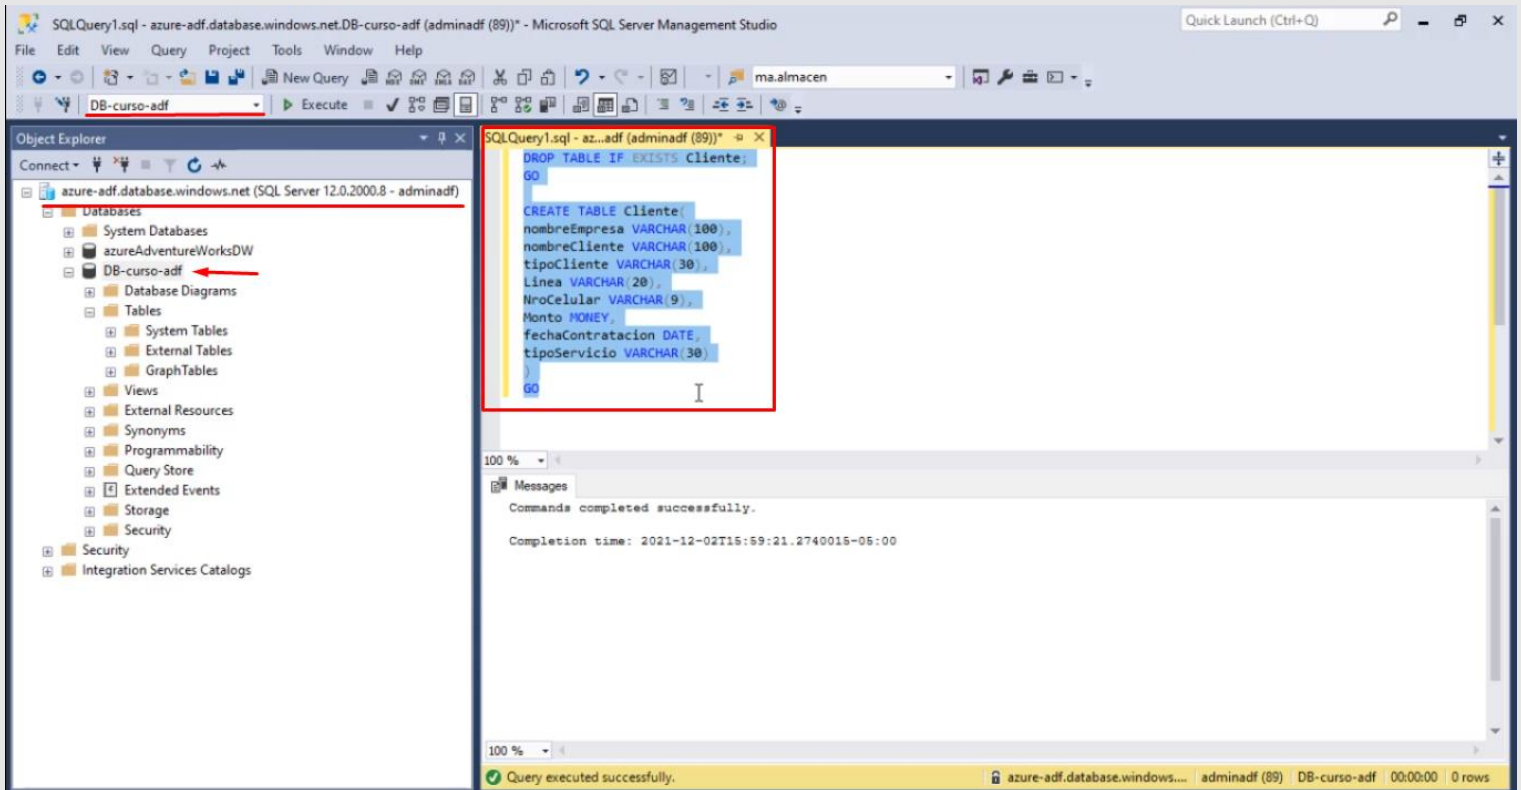 SQLQuery1.sql - azure-adf.database.windows.net.DB-curso-adf (adminadf (89))* - Microsoft SQL Server Management Studio
Quick Launch (Ctrl+Q)
File Edit View Query Project Tools Window Help
New Query
ma.almacen
DB-curso-adf
Execute
Object Explorer
SQLQuery1.sql - az...adf (adminadf (89))*
Connect
azure-adf.database.windows.net (SQL Server 12.0.2000.8 - adminadf)
Databases
System Databases
azureAdventureWorksDW
DB-curso-adf
Database Diagrams
Tables
System Tables
External Tables
GraphTables
Views
External Resources
Synonyms
Programmability
Query Store
Extended Events
Storage
Security
Security
Integration Services Catalogs
DROP TABLE IF EXISTS Cliente;
GO
CREATE TABLE Cliente(
nombreEmpresa VARCHAR(100),
nombreCliente VARCHAR(100),
tipoCliente VARCHAR(30),
Linea VARCHAR(20),
NroCelular VARCHAR(9),
Monto MONEY,
fechaContratacion DATE,
tipoServicio VARCHAR(30)
)
GO
100 %
Messages
Commands completed successfully.
Completion time: 2021-12-02T15:59:21.2740015-05:00
100 %
Query executed successfully.
azure-adf.database.windows.... adminadf (89) DB-curso-adf 00:00:00 0 rows